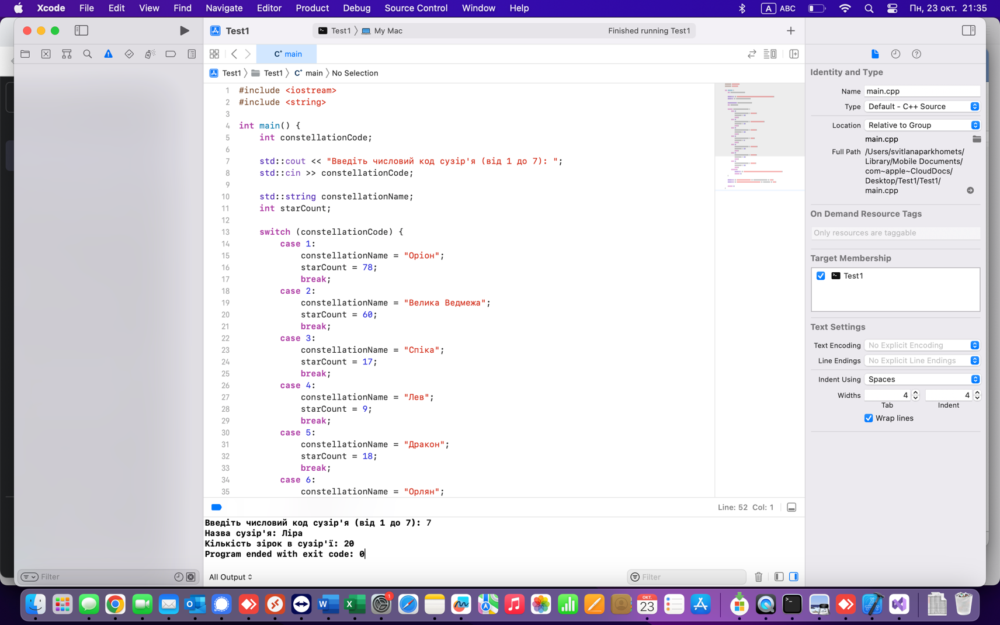 Xcode File Edit View Find Navigate Editor Product Debug Source Control Window Help A ABC Пн, 23 окт. 21:35
Test1 Test1 My Mac Finished running Test1
C+ main
Test1 Test1 C+ main No Selection
1 #include <iostream>
2 #include <string>
3
4 int main() {
5 int constellationCode;
6
7 std::cout << "Введіть числовий код сузір'я (від 1 до 7): ";
8 std::cin >> constellationCode;
9
10 std::string constellationName;
11 int starCount;
12
13 switch (constellationCode) {
14 case 1:
15 constellationName = "Оріон";
16 starCount = 78;
17 break;
18 case 2:
19 constellationName = "Велика Ведмежа";
20 starCount = 60;
21 break;
22 case 3:
23 constellationName = "Спіка";
24 starCount = 17;
25 break;
26 case 4:
27 constellationName = "Лев";
28 starCount = 9;
29 break;
30 case 5:
31 constellationName = "Дракон";
32 starCount = 18;
33 break;
34 case 6:
35 constellationName = "Орлян";
Line: 52 Col: 1
Введіть числовий код сузір'я (від 1 до 7): 7
Назва сузір'я: Ліра
Кількість зірок в сузір'ї: 20
Program ended with exit code: 0
Filter
All Output
Filter
Identity and Type
Name main.cpp
Type Default - C++ Source
Location Relative to Group
main.cpp
Full Path /Users/svitlanaparkhomets/
Library/Mobile Documents/
com~apple~CloudDocs/
Desktop/Test1/Test1/
main.cpp
On Demand Resource Tags
Only resources are taggable
Target Membership
Test1
Text Settings
Text Encoding No Explicit Encoding
Line Endings No Explicit Line Endings
Indent Using Spaces
Widths 4 4
Tab Indent
Wrap lines
1
ОКТ.
23